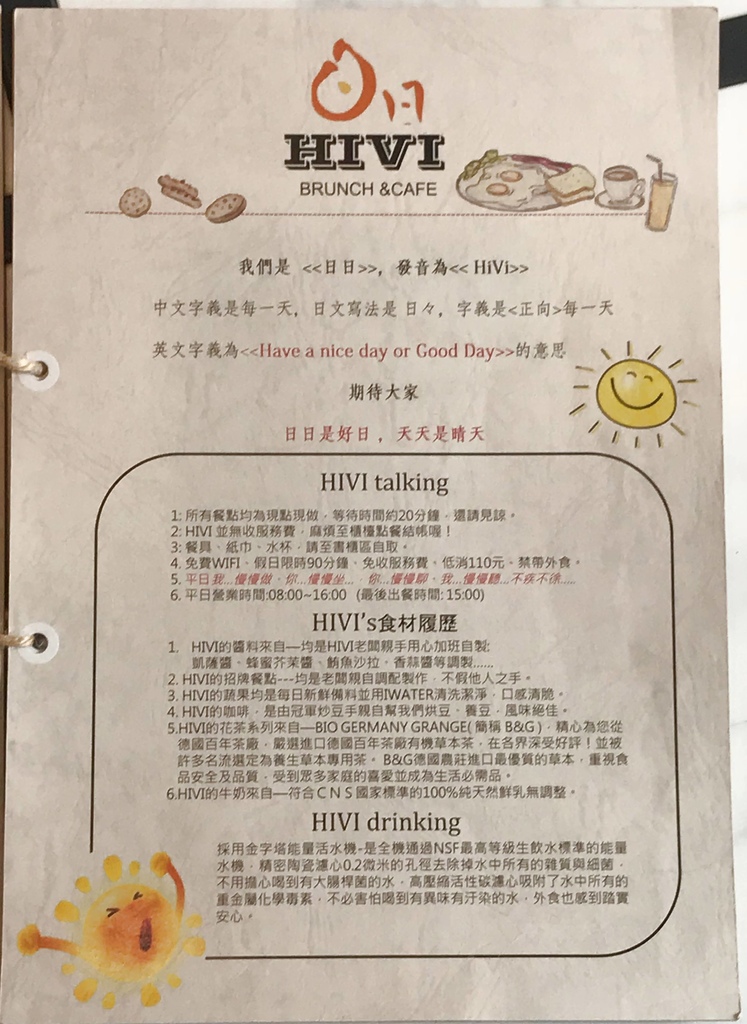 日日
HIVI
BRUNCH &CAFE
我們是 <<日日>>, 發音為<< HiVi>>
中文字義是每一天, 日文寫法是 日々, 字義是<正向>每一天
英文字義為<<Have a nice day or Good Day>>的意思
期待大家
日日是好日, 天天是晴天
HIVI talking
1: 所有餐點均為現點現做，等待時間約20分鐘，還請見諒。
2: HIVI 並無收服務費，麻煩至櫃檯點餐結帳喔！
3: 餐具、紙巾、水杯，請至書櫃區自取。
4. 免費WIFI、假日限時90分鐘、免收服務費、低消110元、禁帶外食。
5. 平日我...慢慢做、你...慢慢坐...、你...慢慢聊、我...慢慢聽...不疾不徐.....
6. 平日營業時間:08:00~16:00 (最後出餐時間: 15:00)
HIVI's食材履歷
1. HIVI的醬料來自—均是HIVI老闆親手用心加班自製:
凱薩醬、蜂蜜芥茉醬、鮪魚沙拉、香蒜醬等調製......
2. HIVI的招牌餐點---均是老闆親自調配製作，不假他人之手。
3. HIVI的蔬果均是每日新鮮備料並用IWATER清洗潔淨，口感清脆。
4. HIVI的咖啡，是由冠軍炒豆手親自幫我們烘豆、養豆，風味絕佳。
5.HIVI的花茶系列來自—BIO GERMANY GRANGE( 簡稱 B&G )，精心為您從
德國百年茶廠，嚴選進口德國百年茶廠有機草本茶，在各界深受好評！並被
許多名流選定為養生草本專用茶。 B&G德國農莊進口最優質的草本，重視食
品安全及品質，受到眾多家庭的喜愛並成為生活必需品。
6.HIVI的牛奶來自—符合ＣＮＳ國家標準的100%純天然鮮乳無調整。
HIVI drinking
採用金字塔能量活水機-是全機通過NSF最高等級生飲水標準的能量
水機，精密陶瓷濾心0.2微米的孔徑去除掉水中所有的雜質與細菌，
不用擔心喝到有大腸桿菌的水，高壓縮活性碳濾心吸附了水中所有的
重金屬化學毒素，不必害怕喝到有異味有汙染的水，外食也感到踏實
安心。